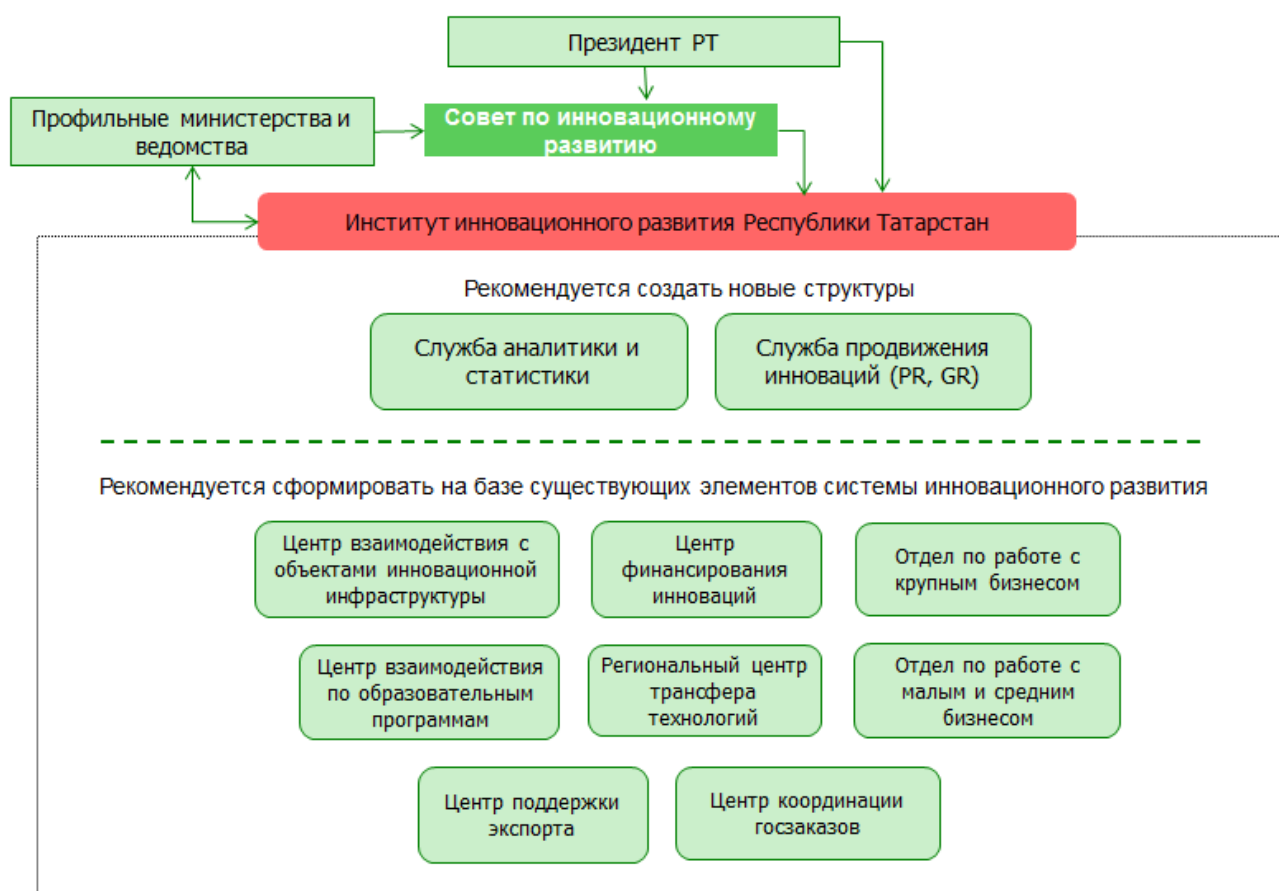 Президент РТ
Профильные министерства и
ведомства
Совет по инновационному
развитию
Институт инновационного развития Республики Татарстан
Рекомендуется создать новые структуры
Служба аналитики и
статистики
Служба продвижения
инноваций (PR, GR)
Рекомендуется сформировать на базе существующих элементов системы инновационного развития
Центр взаимодействия с
объектами инновационной
инфраструктуры
Центр
финансирования
инноваций
Отдел по работе с
крупным бизнесом
Центр взаимодействия
по образовательным
программам
Региональный центр
трансфера
технологий
Отдел по работе с
малым и средним
бизнесом
Центр поддержки
экспорта
Центр координации
госзаказов